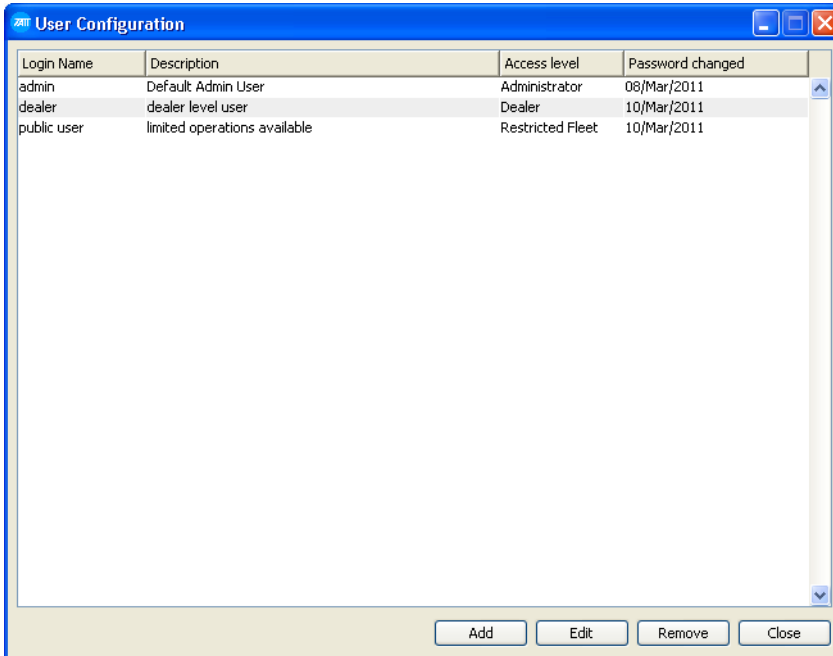 TAIT User Configuration
Login Name Description Access level Password changed
admin Default Admin User Administrator 08/Mar/2011
dealer dealer level user Dealer 10/Mar/2011
public user limited operations available Restricted Fleet 10/Mar/2011
Add Edit Remove Close